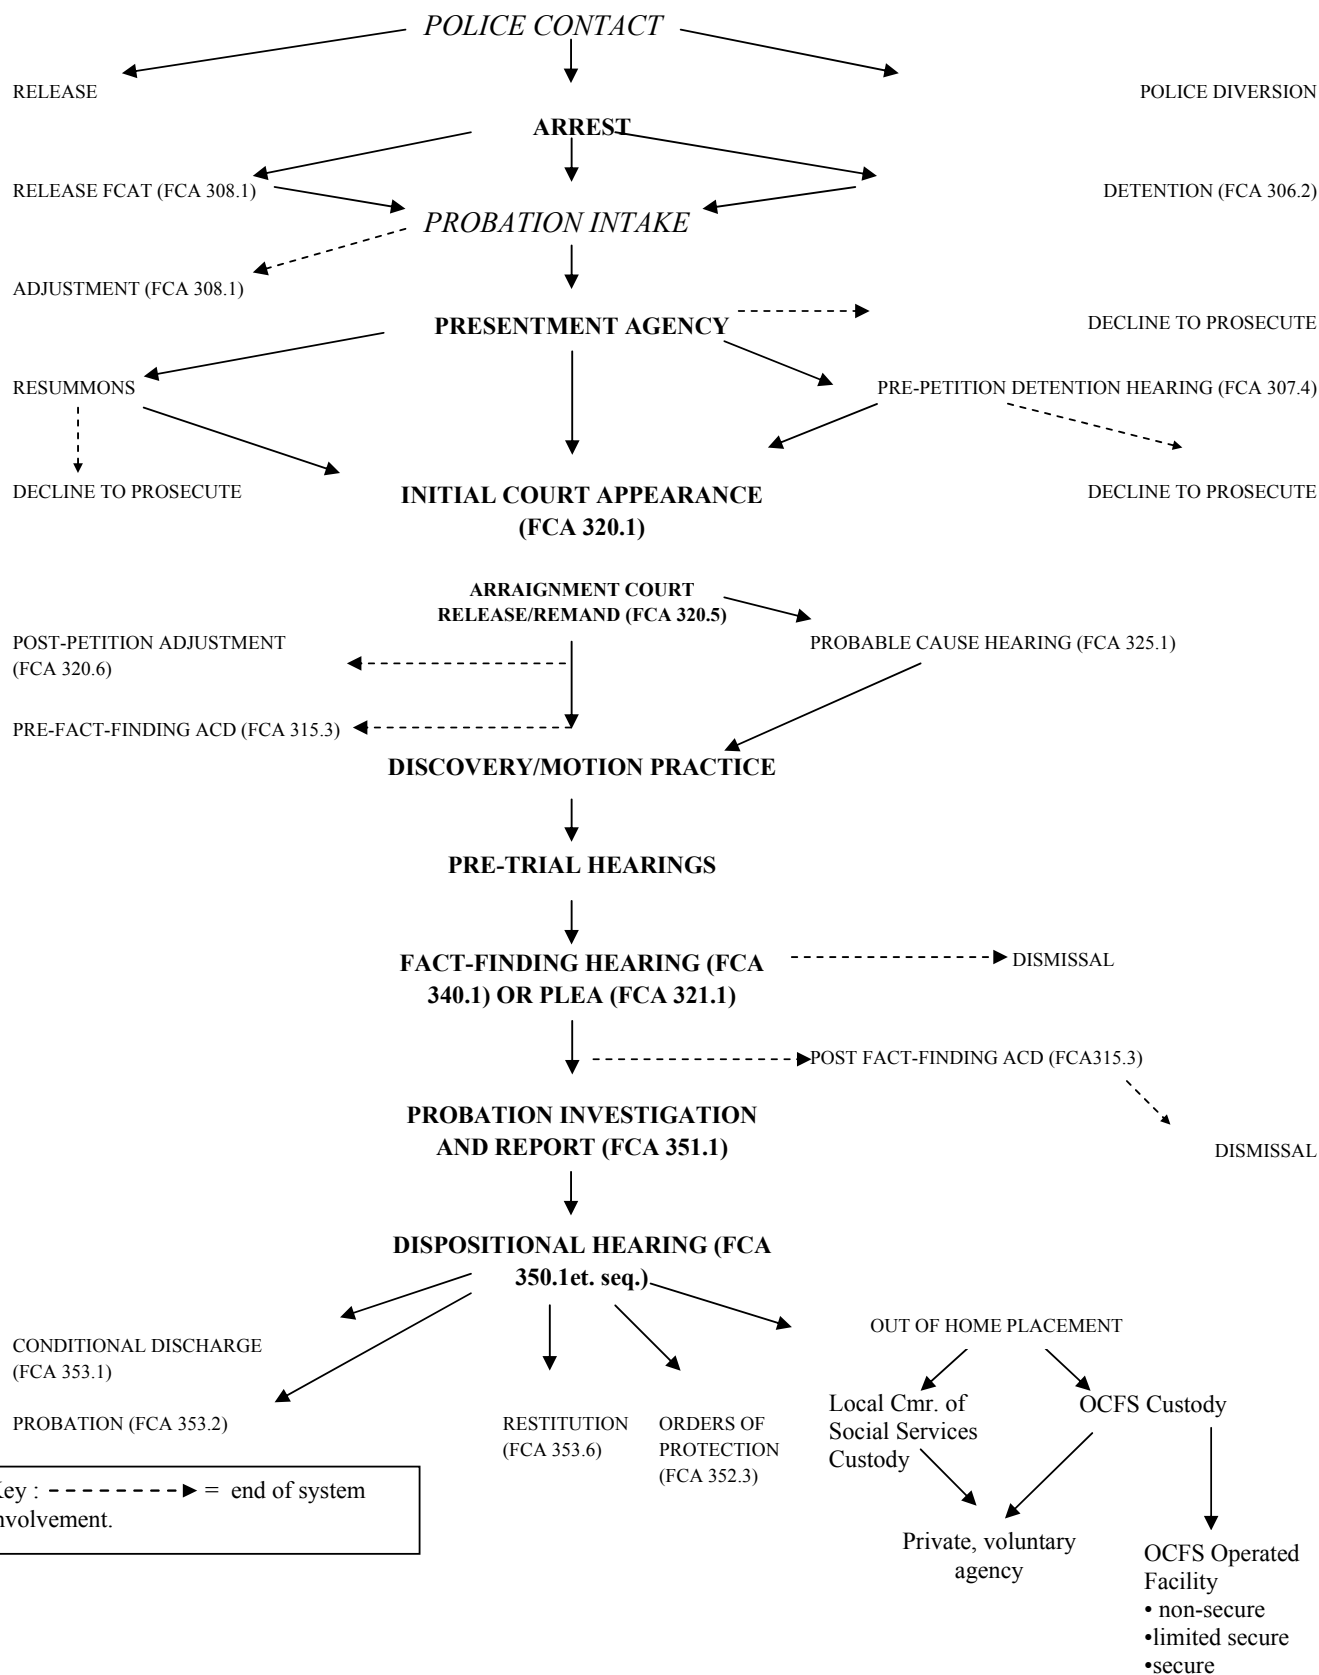 POLICE CONTACT
RELEASE
POLICE DIVERSION
ARREST
RELEASE FCAT (FCA 308.1)
DETENTION (FCA 306.2)
PROBATION INTAKE
ADJUSTMENT (FCA 308.1)
PRESENTMENT AGENCY
DECLINE TO PROSECUTE
RESUMMONS
PRE-PETITION DETENTION HEARING (FCA 307.4)
DECLINE TO PROSECUTE
INITIAL COURT APPEARANCE
(FCA 320.1)
DECLINE TO PROSECUTE
ARRAIGNMENT COURT
RELEASE/REMAND (FCA 320.5)
POST-PETITION ADJUSTMENT
(FCA 320.6)
PROBABLE CAUSE HEARING (FCA 325.1)
PRE-FACT-FINDING ACD (FCA 315.3)
DISCOVERY/MOTION PRACTICE
PRE-TRIAL HEARINGS
FACT-FINDING HEARING (FCA
340.1) OR PLEA (FCA 321.1)
DISMISSAL
POST FACT-FINDING ACD (FCA315.3)
PROBATION INVESTIGATION
AND REPORT (FCA 351.1)
DISMISSAL
DISPOSITIONAL HEARING (FCA
350.1et. seq.)
CONDITIONAL DISCHARGE
(FCA 353.1)
OUT OF HOME PLACEMENT
PROBATION (FCA 353.2)
RESTITUTION
(FCA 353.6)
ORDERS OF
PROTECTION
(FCA 352.3)
Local Cmr. of
Social Services
Custody
OCFS Custody
Key : = end of system
nvolvement.
Private, voluntary
agency
OCFS Operated
Facility
• non-secure
•limited secure
•secure